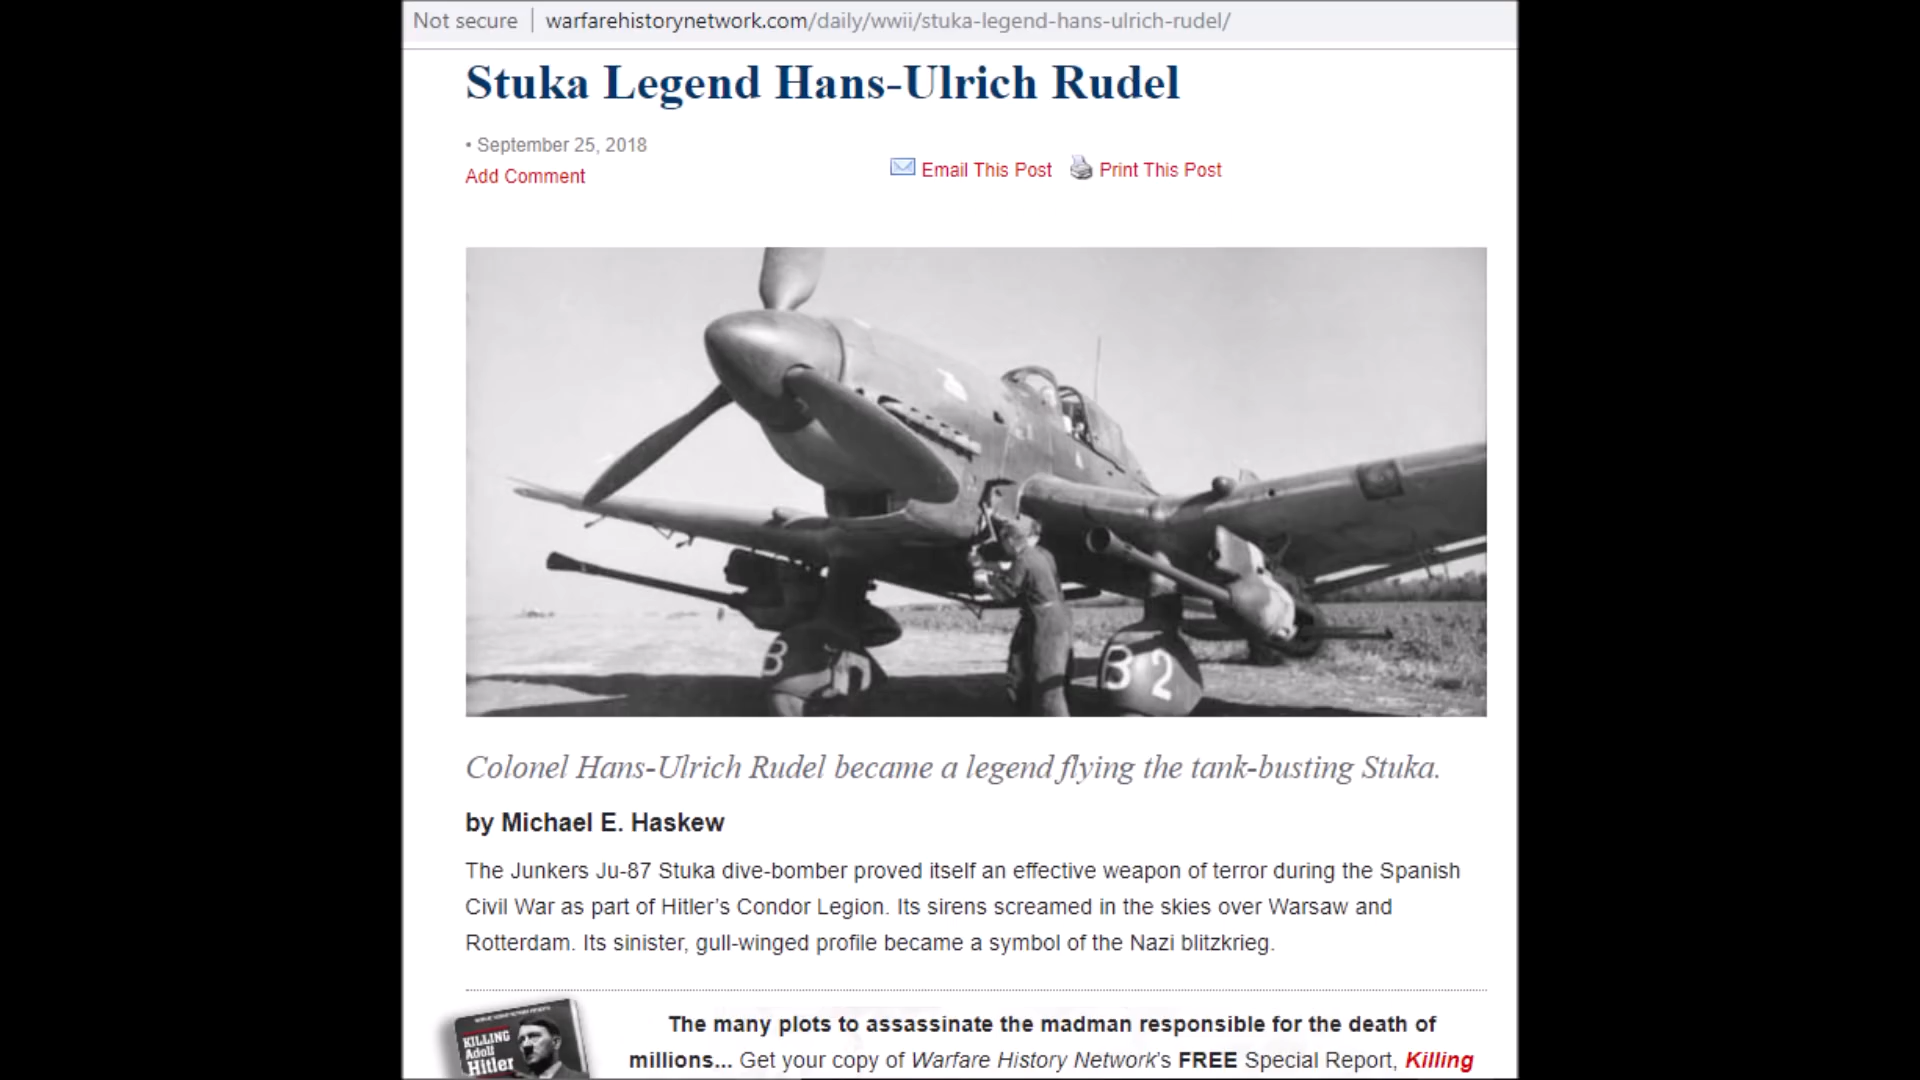 Not secure | warfarehistorynetwork.com/daily/wwii/stuka-legend-hans-ulrich-rudel/
Stuka Legend Hans-Ulrich Rudel
• September 25, 2018
Add Comment
Email This Post Print This Post
B
B 2
Colonel Hans-Ulrich Rudel became a legend flying the tank-busting Stuka.
by Michael E. Haskew
The Junkers Ju-87 Stuka dive-bomber proved itself an effective weapon of terror during the Spanish
Civil War as part of Hitler's Condor Legion. Its sirens screamed in the skies over Warsaw and
Rotterdam. Its sinister, gull-winged profile became a symbol of the Nazi blitzkrieg.
KILLING
Adolf
Hitler
The many plots to assassinate the madman responsible for the death of
millions... Get your copy of Warfare History Network's FREE Special Report, Killing